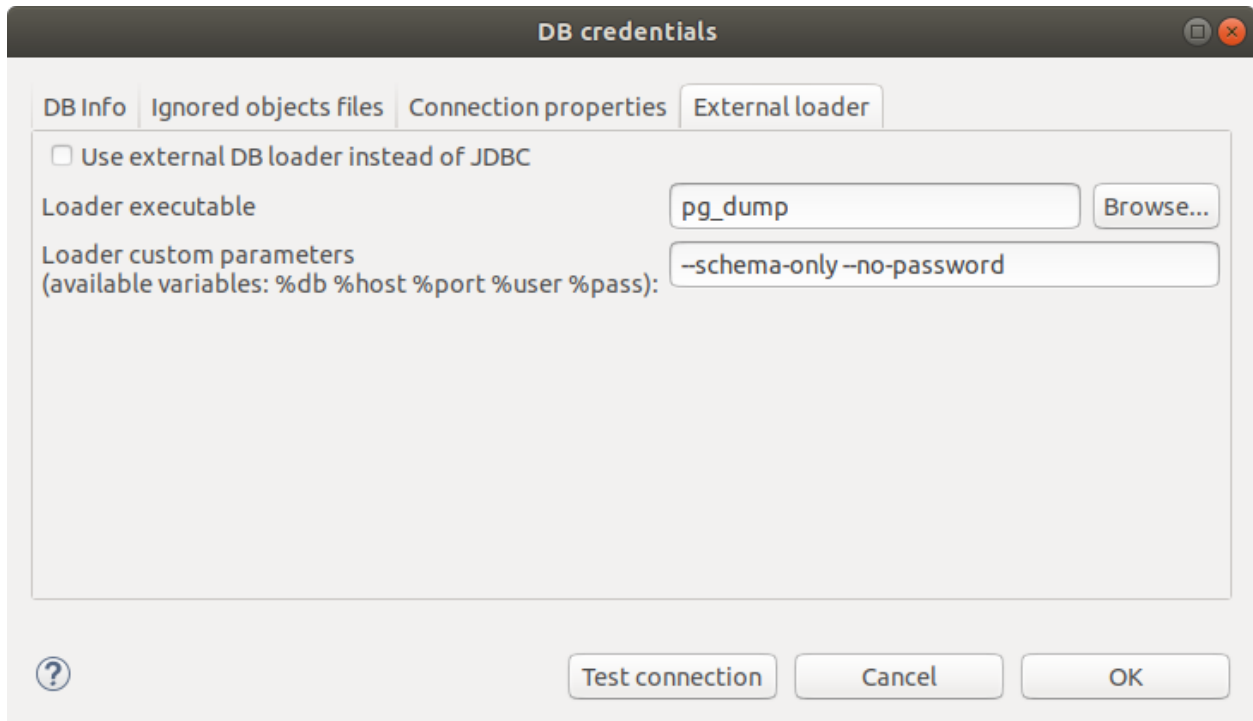 DB credentials
DB Info Ignored objects files Connection properties External loader
Use external DB loader instead of JDBC
Loader executable pg_dump Browse...
Loader custom parameters
(available variables: %db %host %port %user %pass): --schema-only --no-password
? Test connection Cancel OK